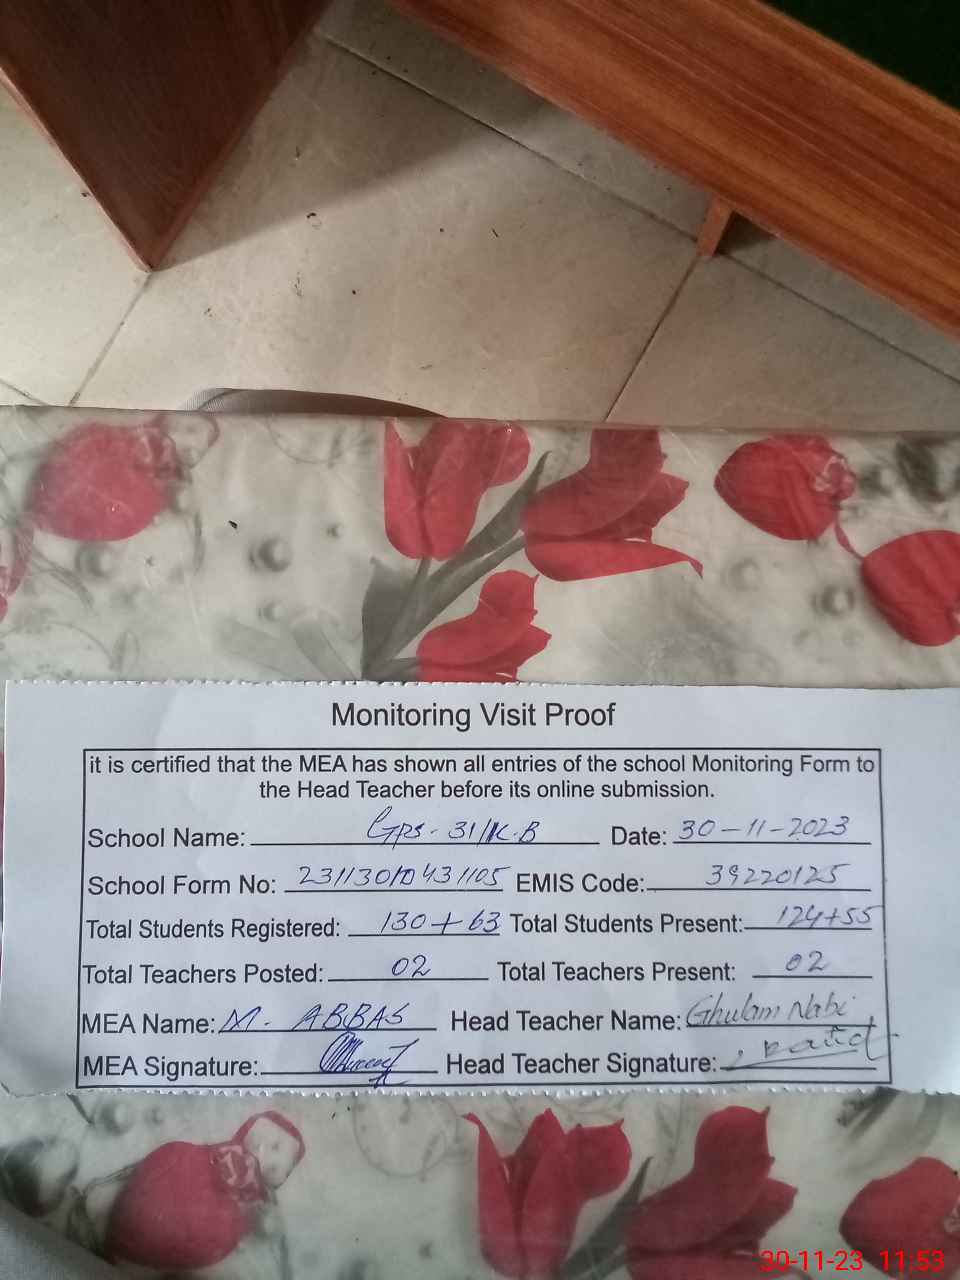 Monitoring Visit Proof
it is certified that the MEA has shown all entries of the school Monitoring Form to
the Head Teacher before its online submission.
School Name: GPS - 31/K.B Date: 30-11-2023
School Form No: EMIS Code: 39220125
Total Students Registered: 130+63 Total Students Present: 124+55
Total Teachers Posted: 02 Total Teachers Present: 02
MEA Name: M. ABBAS Head Teacher Name: Ghulam Nabi
MEA Signature: Head Teacher Signature:
30-11-23 11:53